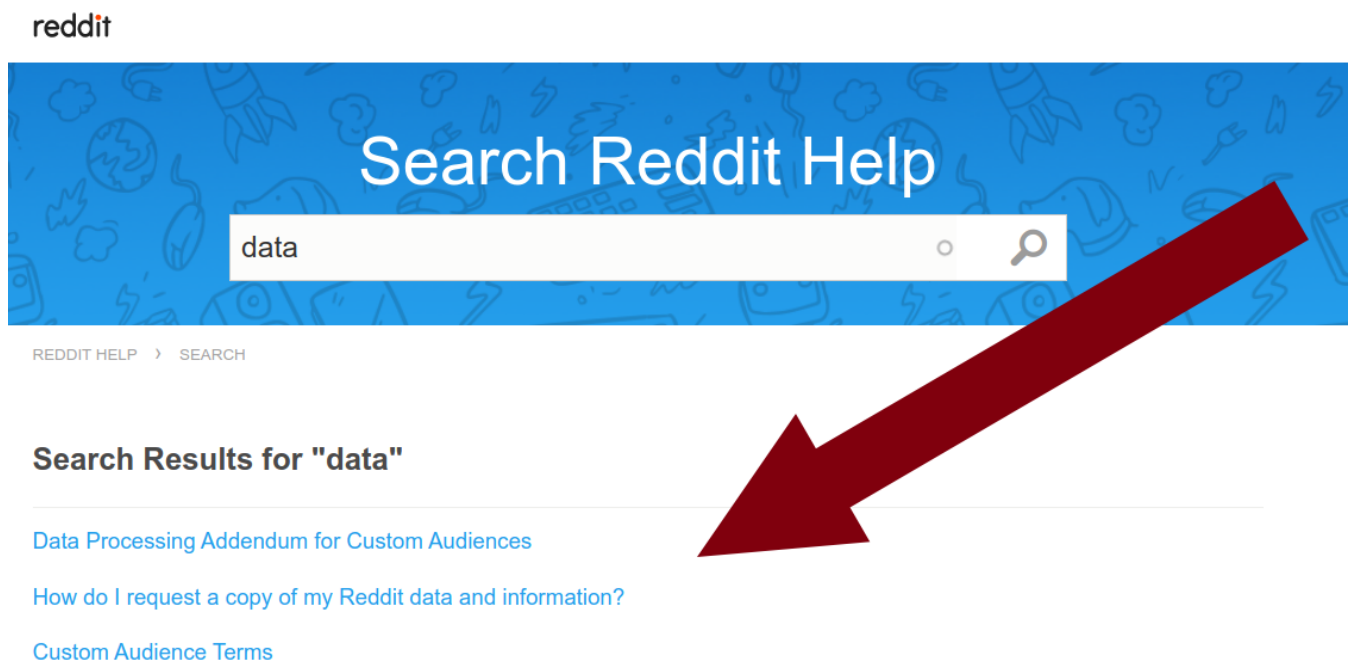 reddit
Search Reddit Help
data
REDDIT HELP > SEARCH
Search Results for "data"
Data Processing Addendum for Custom Audiences
How do I request a copy of my Reddit data and information?
Custom Audience Terms